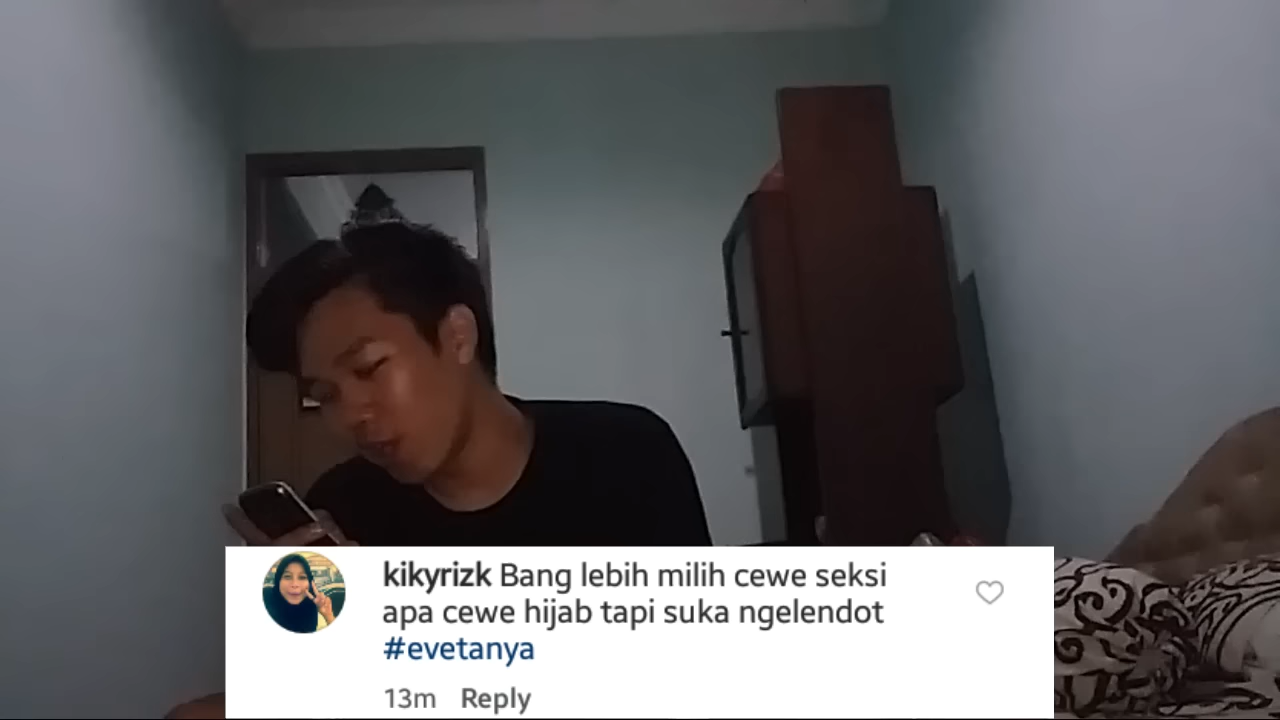 kikyrizk Bang lebih milih cewe seksi
apa cewe hijab tapi suka ngelendot
#evetanya
13m Reply